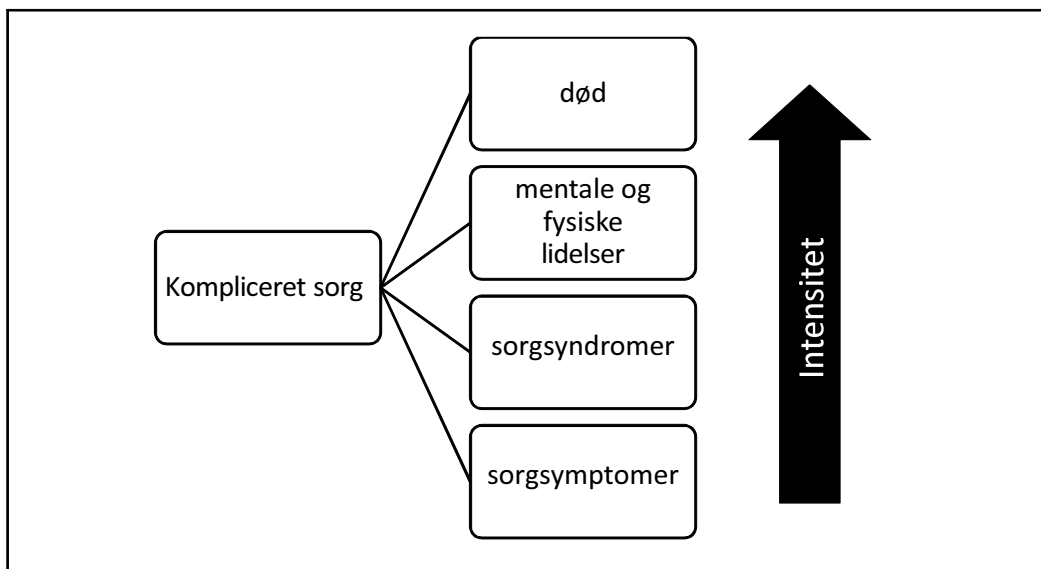 død
mentale og
fysiske
lidelser
Kompliceret sorg
sorgsyndromer
sorgsymptomer
Intensitet